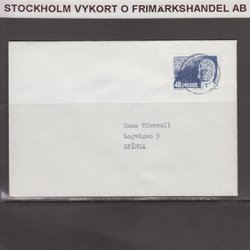 STOCKHOLM VYKORT O FRIMÄRKSHANDEL AB
40 SVERIGE
Hans Törnwall
Logvägen 9
SPÅNGA